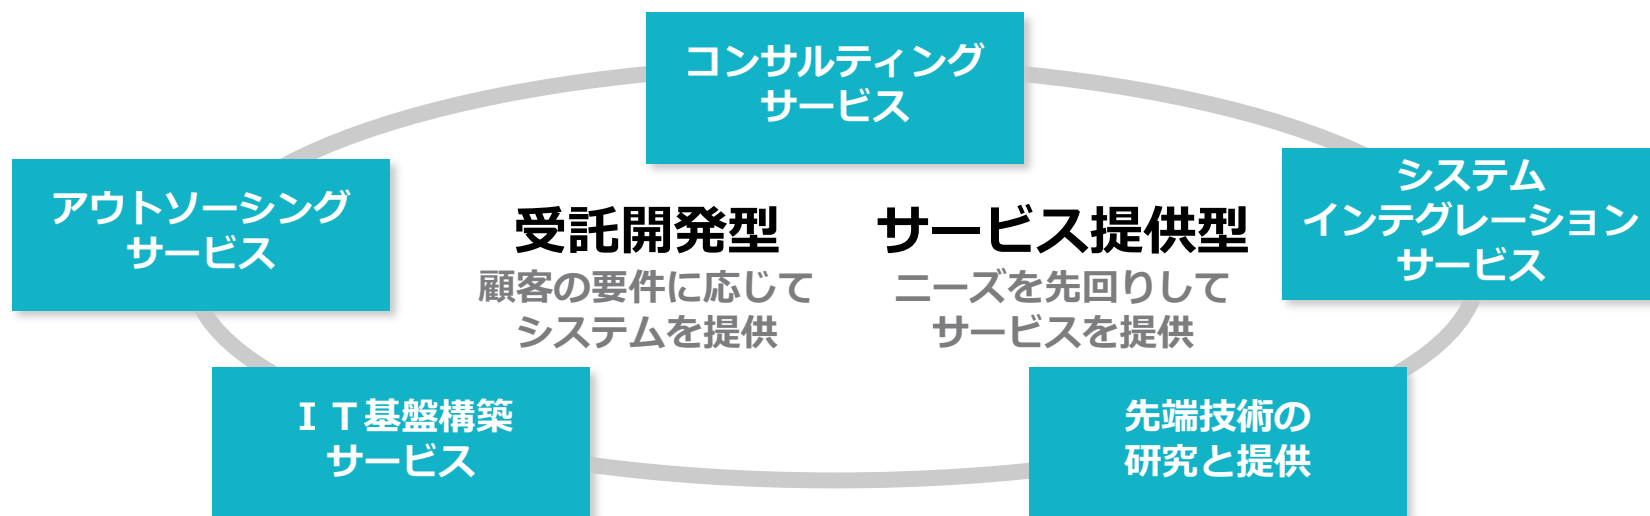 コンサルティング
サービス
アウトソーシング
サービス
受託開発型
顧客の要件に応じて
システムを提供
サービス提供型
ニーズを先回りして
サービスを提供
システム
インテグレーション
サービス
ＩＴ基盤構築
サービス
先端技術の
研究と提供